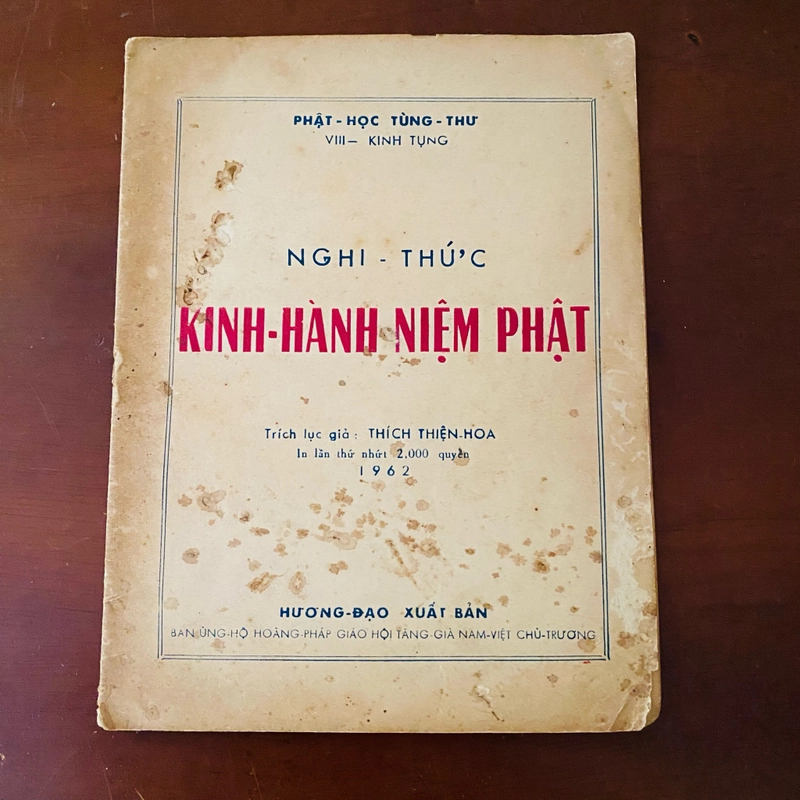 PHẬT-HỌC TÙNG-THƯ
VIII— KINH TỤNG
NGHI - THỨC
KINH-HÀNH NIỆM PHẬT
Trích lục giả : THÍCH THIỆN-HOA
In lần thứ nhứt 2.000 quyển
1962
HƯƠNG-ĐẠO XUẤT BẢN
BAN ỦNG-HỘ HOẰNG-PHÁP GIÁO HỘI TĂNG-GIÀ NAM-VIỆT CHỦ-TRƯƠNG